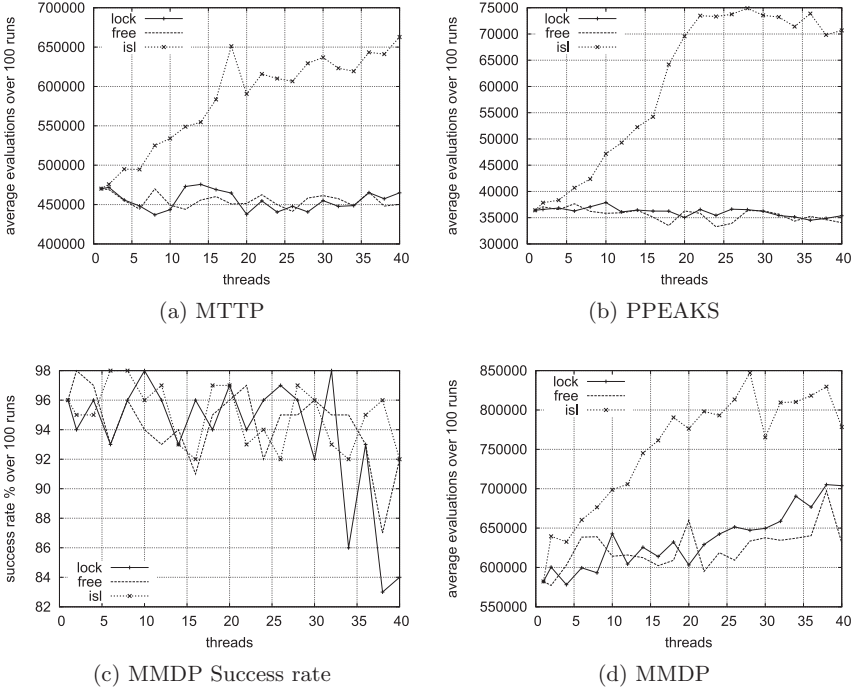 700000
650000
600000
550000
500000
450000
400000
average evaluations over 100 runs
lock
free
isl
0 5 10 15 20 25 30 35 40
threads
(a) MTTP
75000
70000
65000
60000
55000
50000
45000
40000
35000
30000
average evaluations over 100 runs
lock
free
isl
0 5 10 15 20 25 30 35 40
threads
(b) PPEAKS
98
96
94
92
90
88
86
84
82
success rate % over 100 runs
lock
free
isl
0 5 10 15 20 25 30 35 40
threads
(c) MMDP Success rate
850000
800000
750000
700000
650000
600000
550000
average evaluations over 100 runs
lock
free
isl
0 5 10 15 20 25 30 35 40
threads
(d) MMDP